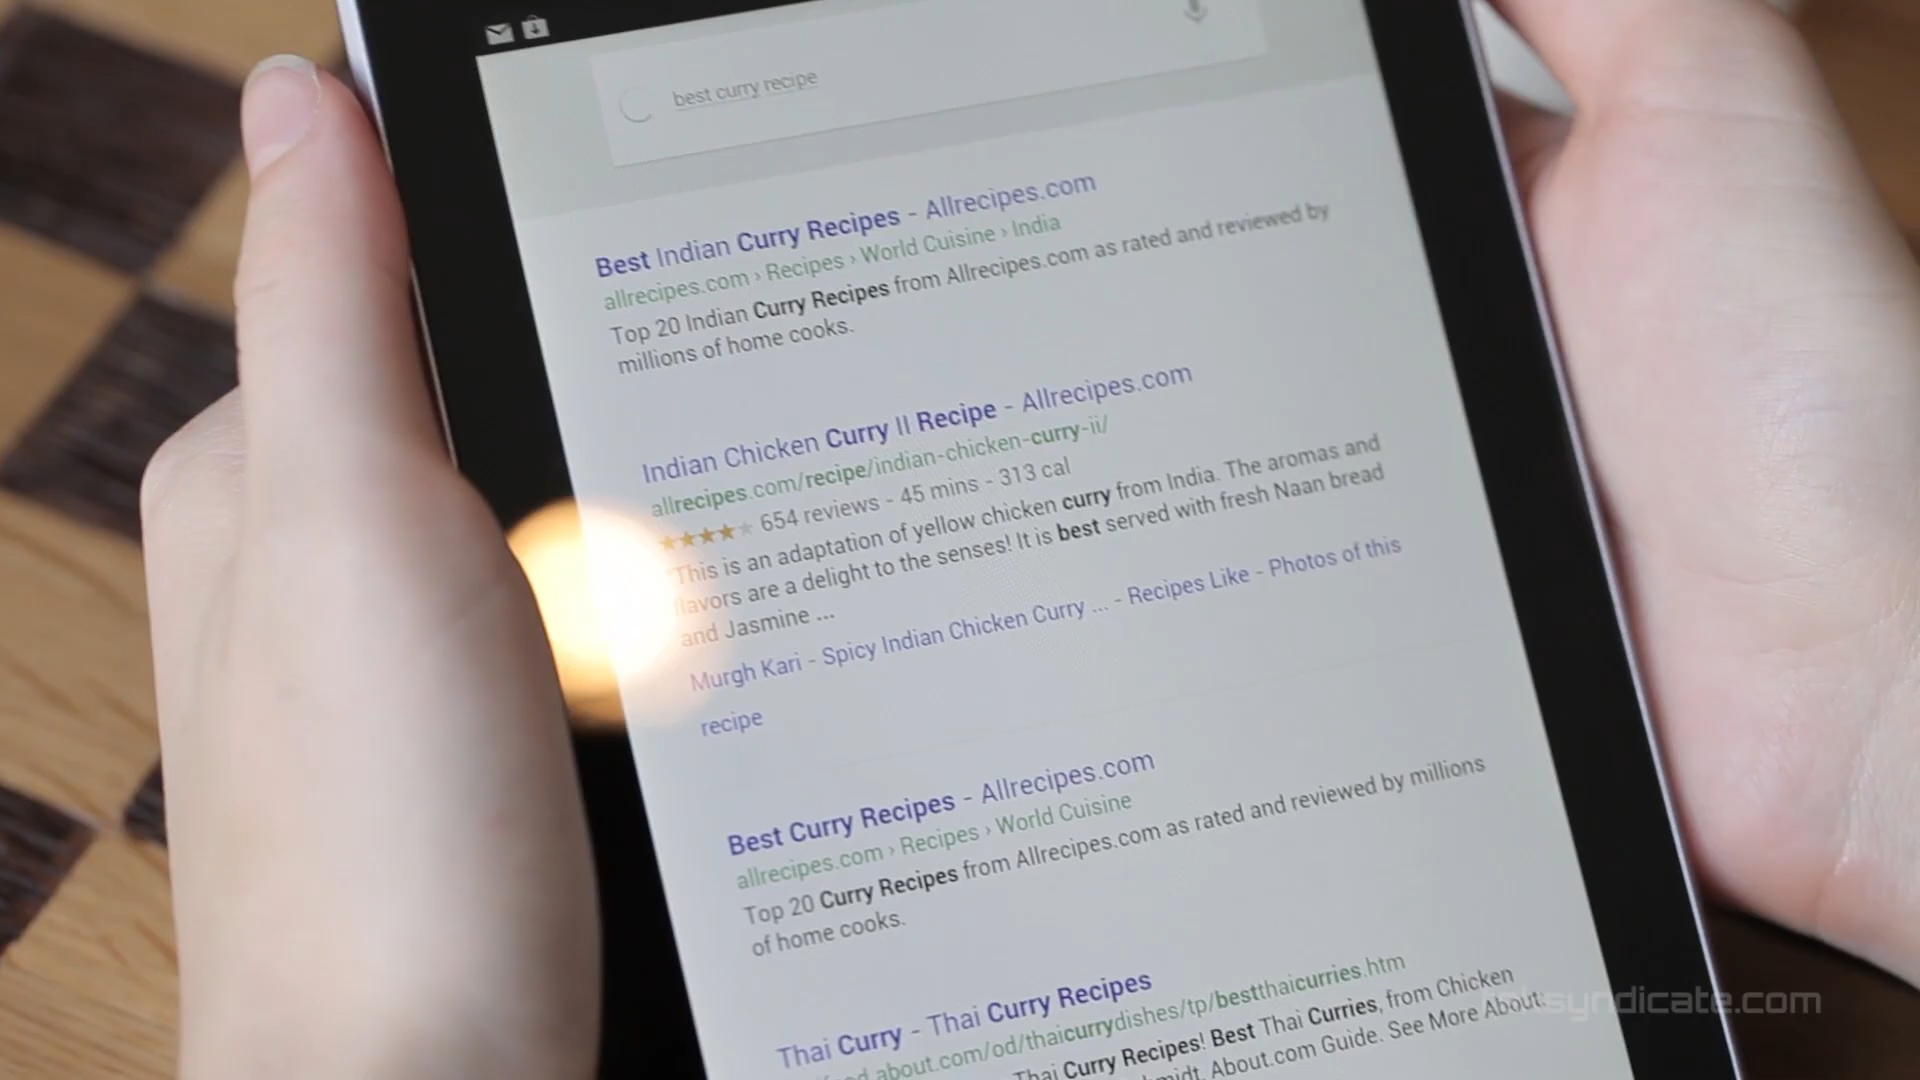 best curry recipe
Best Indian Curry Recipes - Allrecipes.com
allrecipes.com › Recipes › World Cuisine › India
Top 20 Indian Curry Recipes from Allrecipes.com as rated and reviewed by
millions of home cooks.
Indian Chicken Curry II Recipe - Allrecipes.com
allrecipes.com/recipe/indian-chicken-curry-ii/
654 reviews - 45 mins - 313 cal
"This is an adaptation of yellow chicken curry from India. The aromas and
flavors are a delight to the senses! It is best served with fresh Naan bread
and Jasmine ...
Murgh Kari - Spicy Indian Chicken Curry ... - Recipes Like - Photos of this
recipe
Best Curry Recipes - Allrecipes.com
allrecipes.com › Recipes › World Cuisine
Top 20 Curry Recipes from Allrecipes.com as rated and reviewed by millions
of home cooks.
Thai Curry - Thai Curry Recipes
about.com/od/thaicurrydishes/tp/bestthaicurries.htm
Thai Curry Recipes! Best Thai Curries, from Chicken
About.com Guide. See More About:
syndicate.com